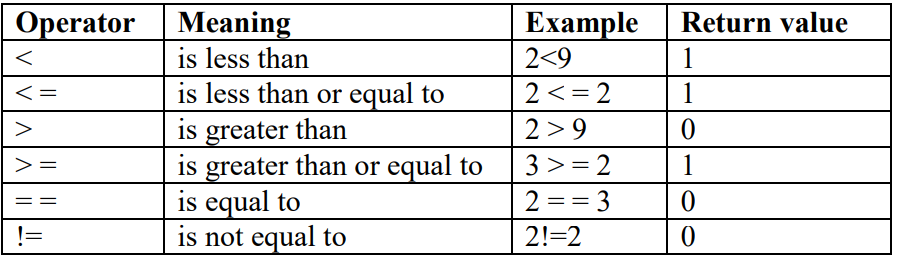 Operator Meaning Example Return value
< is less than 2<9 1
< = is less than or equal to 2 < = 2 1
> is greater than 2 > 9 0
> = is greater than or equal to 3 > = 2 1
= = is equal to 2 = = 3 0
!= is not equal to 2!=2 0